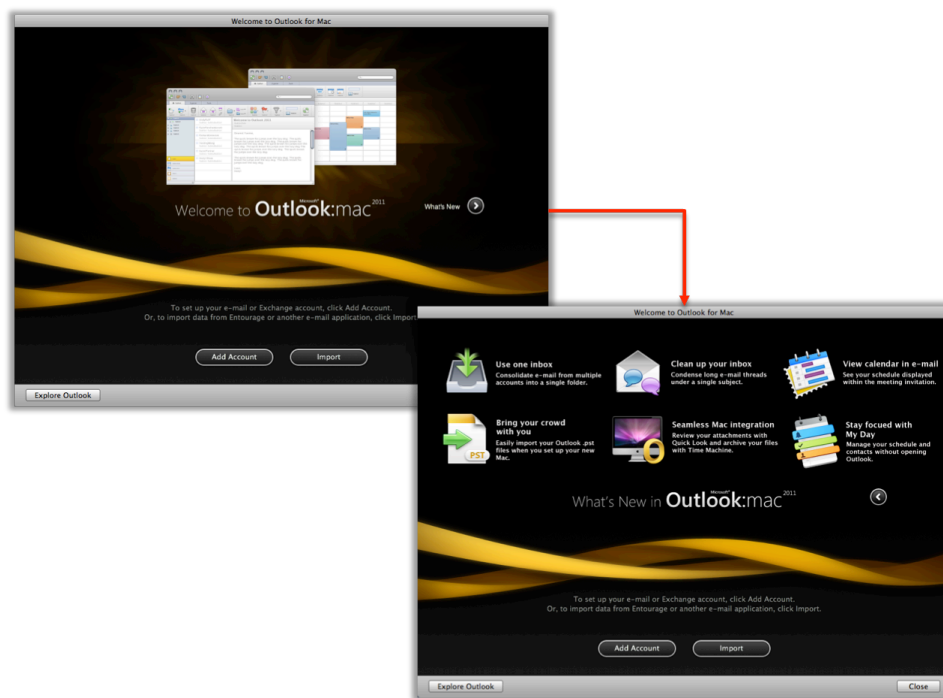 Welcome to Outlook for Mac
Welcome to Microsoft® Outlook:mac 2011
What's New
To set up your e-mail or Exchange account, click Add Account.
Or, to import data from Entourage or another e-mail application, click Import
Add Account
Import
Explore Outlook
Welcome to Outlook for Mac
Use one inbox
Consolidate e-mail from multiple
accounts into a single folder.
Clean up your inbox
Condense long e-mail threads
under a single subject.
View calendar in e-mail
See your schedule displayed
within the meeting invitation.
PST
Bring your crowd
with you
Easily import your Outlook .pst
files when you set up your new
Mac.
Seamless Mac integration
Review your attachments with
Quick Look and archive your files
with Time Machine.
Stay focued with
My Day
Manage your schedule and
contacts without opening
Outlook.
What's New in Microsoft® Outlook:mac 2011
To set up your e-mail or Exchange account, click Add Account.
Or, to import data from Entourage or another e-mail application, click Import.
Add Account
Import
Explore Outlook
Close